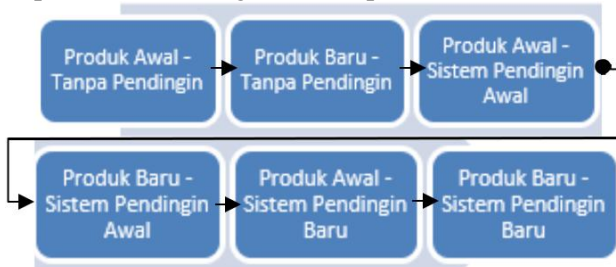 Produk Awal -
Tanpa Pendingin
Produk Baru -
Tanpa Pendingin
Produk Awal -
Sistem Pendingin
Awal
Produk Baru -
Sistem Pendingin
Awal
Produk Awal -
Sistem Pendingin
Baru
Produk Baru -
Sistem Pendingin
Baru